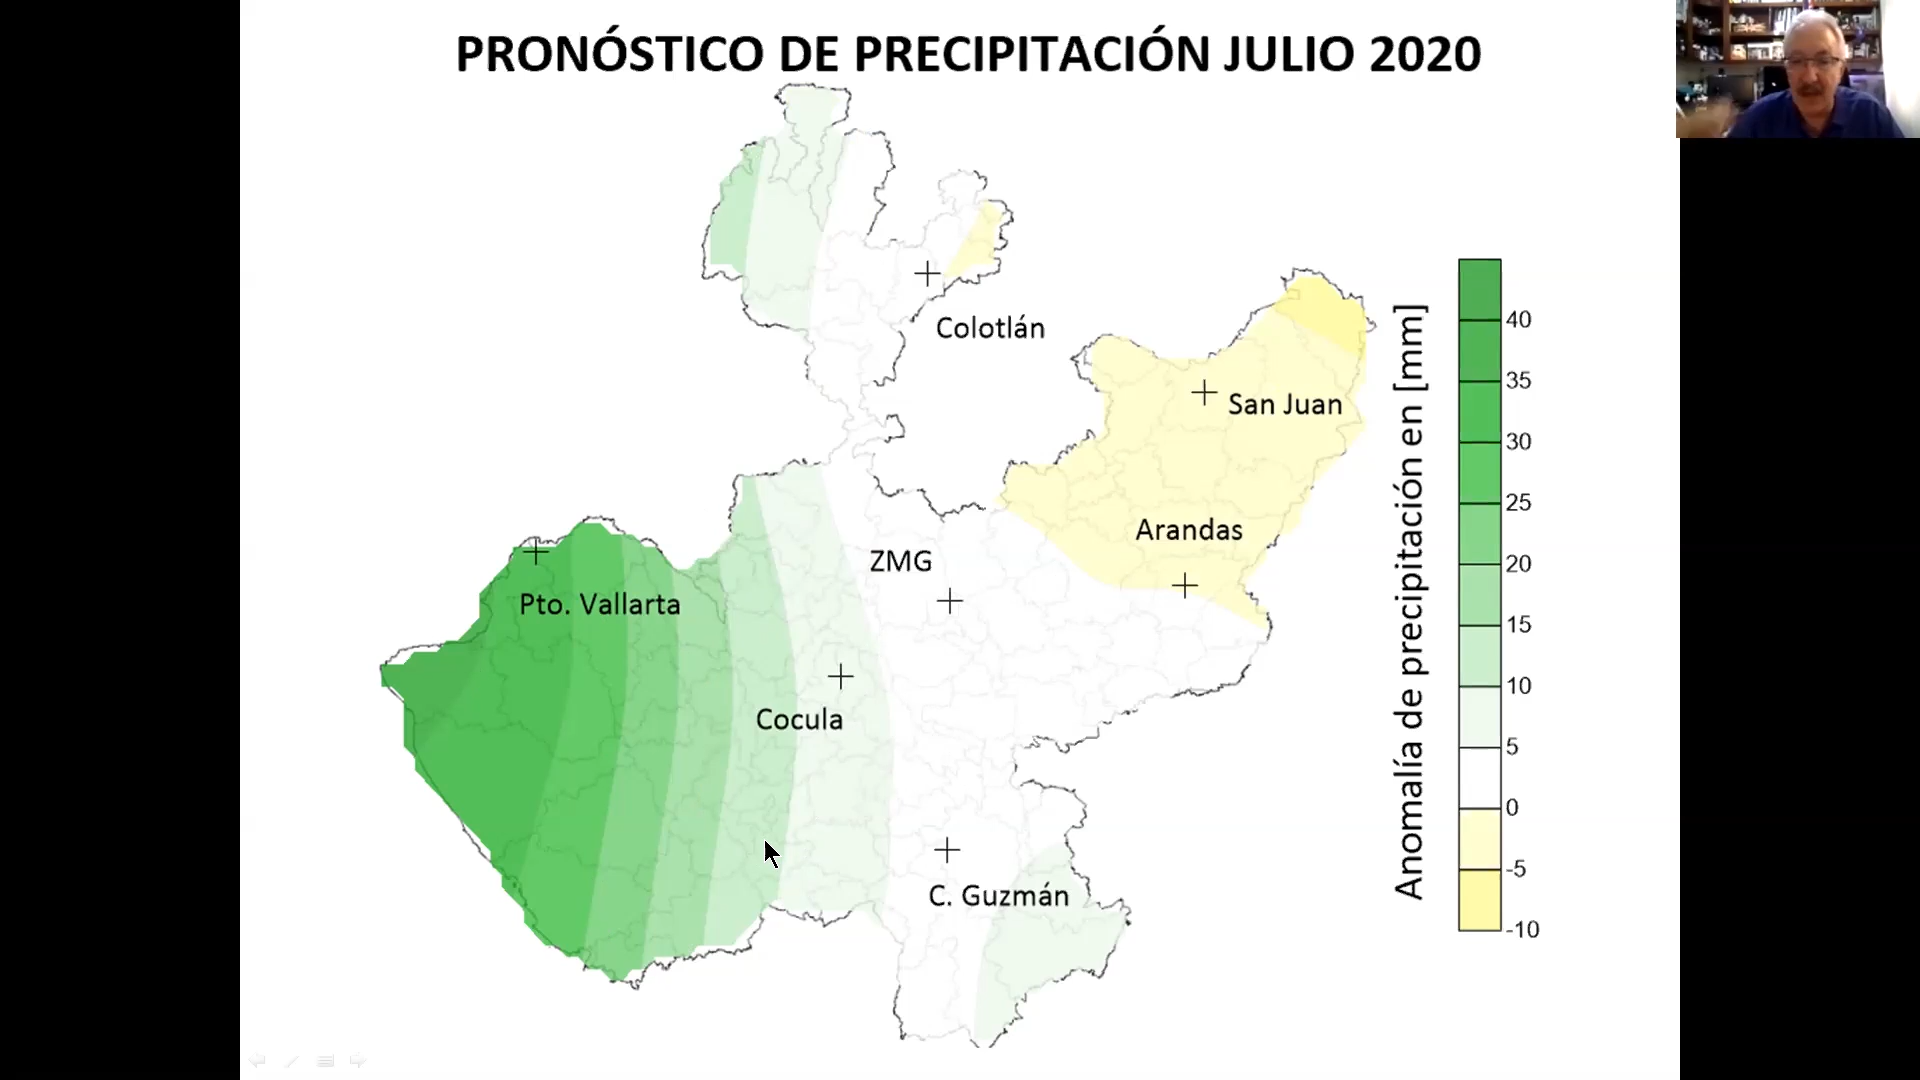 PRONÓSTICO DE PRECIPITACIÓN JULIO 2020
Colotlán
San Juan
Arandas
ZMG
Pto. Vallarta
Cocula
C. Guzmán
Anomalía de precipitación en [mm]
40
35
30
25
20
15
10
5
0
-5
-10